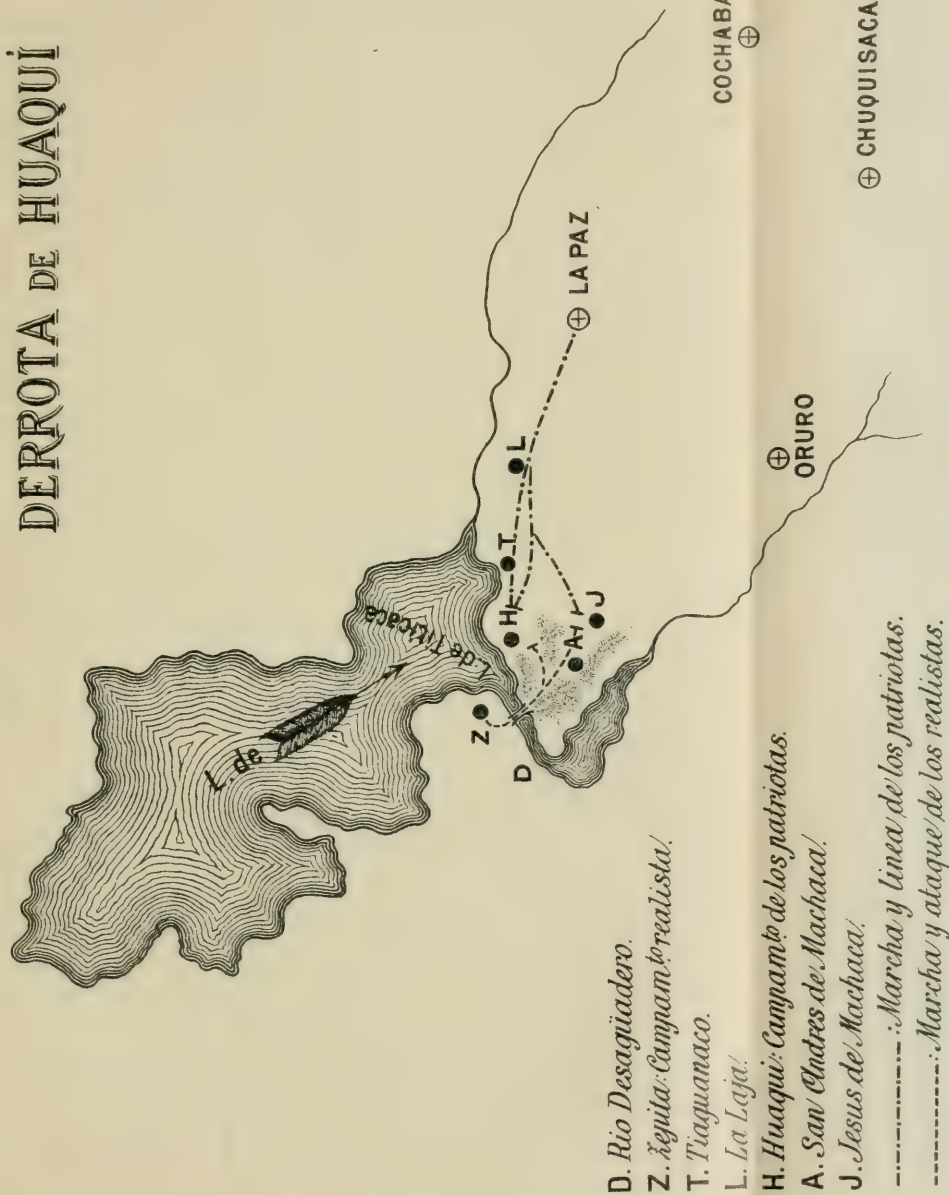 DERROTA DE HUAQUÍ
L. de
L. de Titicaca
COCHABA
CHUQUISACA
LA PAZ
ORURO
L
T
H
Z
D
A
J
D. Rio Desagüadero.
Z. Zepita: Campamto realista.
T. Tiaguanaco.
L. La Laja.
H. Huaqui: Campamto de los patriotas.
A. San Andres de Machaca.
J. Jesus de Machaca.
: Marcha y linea de los patriotas.
: Marcha y ataque de los realistas.